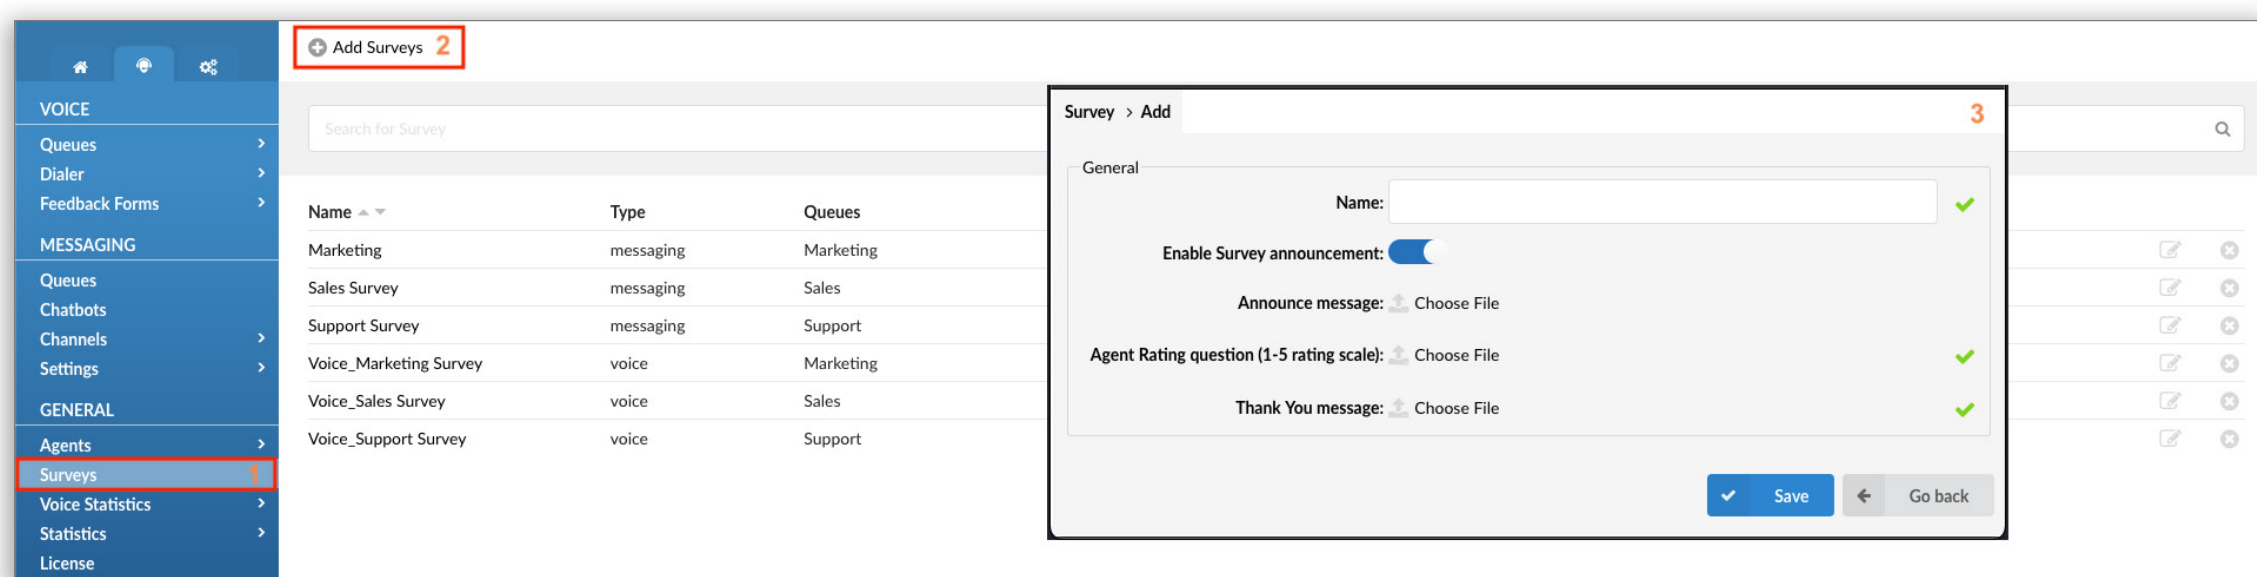 Add Surveys 2
VOICE
Queues
Dialer
Feedback Forms
MESSAGING
Queues
Chatbots
Channels
Settings
GENERAL
Agents
Surveys 1
Voice Statistics
Statistics
License
Search for Survey
Name Type Queues
Marketing messaging Marketing
Sales Survey messaging Sales
Support Survey messaging Support
Voice_Marketing Survey voice Marketing
Voice_Sales Survey voice Sales
Voice_Support Survey voice Support
Survey > Add 3
General
Name:
Enable Survey announcement:
Announce message: Choose File
Agent Rating question (1-5 rating scale): Choose File
Thank You message: Choose File
Save Go back